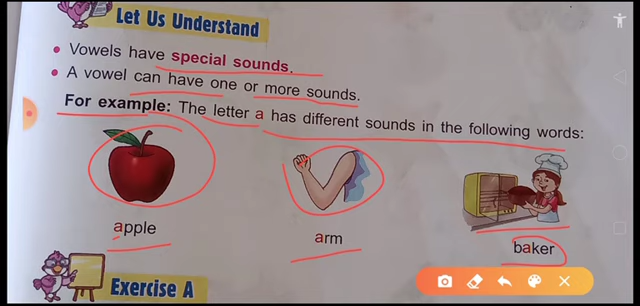 Let Us Understand
• Vowels have special sounds.
• A vowel can have one or more sounds.
For example: The letter a has different sounds in the following words:
apple
arm
baker
Exercise A